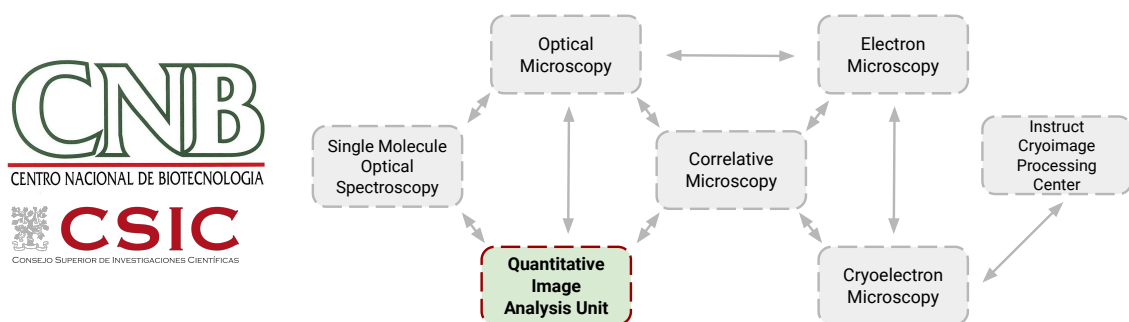 CNB
CENTRO NACIONAL DE BIOTECNOLOGIA
CSIC
CONSEJO SUPERIOR DE INVESTIGACIONES CIENTÍFICAS
Optical
Microscopy
Electron
Microscopy
Single Molecule
Optical
Spectroscopy
Correlative
Microscopy
Instruct
Cryoimage
Processing
Center
Quantitative
Image
Analysis Unit
Cryoelectron
Microscopy